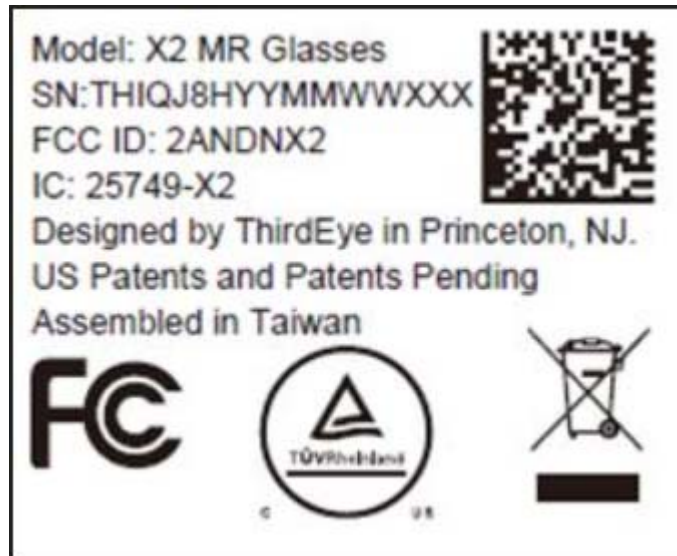 Model: X2 MR Glasses
SN:THIQJ8HYYMMWWXXX
FCC ID: 2ANDNX2
IC: 25749-X2
Designed by ThirdEye in Princeton, NJ.
US Patents and Patents Pending
Assembled in Taiwan
FC
TÜVRheinland
C US